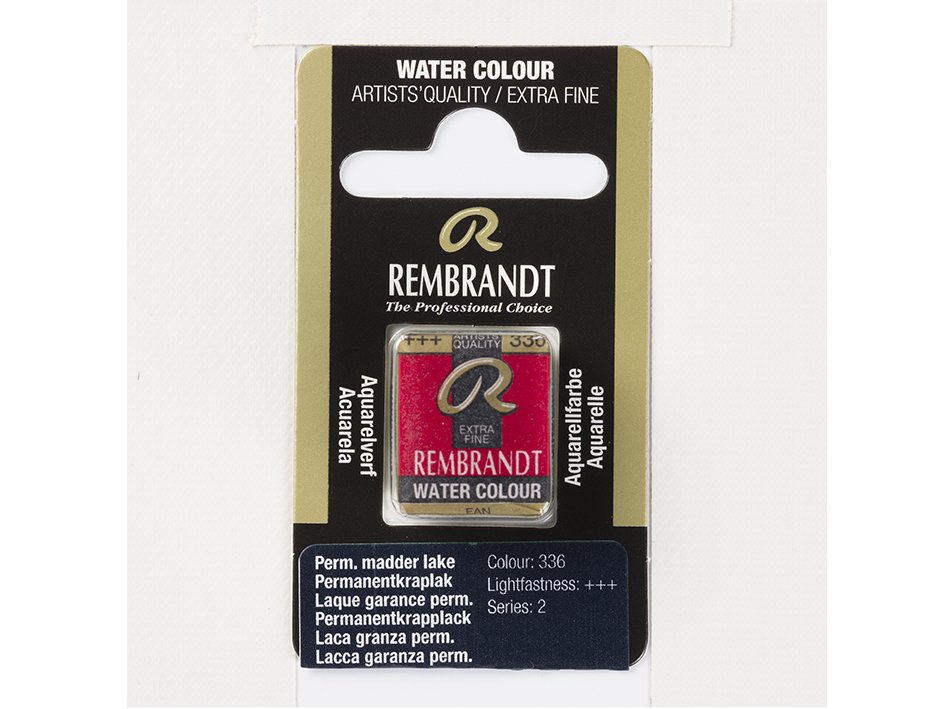 WATER COLOUR
ARTISTS' QUALITY / EXTRA FINE
R
REMBRANDT
The Professional Choice
+++ ARTISTS' QUALITY 336
R
EXTRA
FINE
REMBRANDT
WATER COLOUR
EAN
Aquarelverf
Acuarela
Aquarellfarbe
Aquarelle
Perm. madder lake
Permanentkraplak
Laque garance perm.
Permanentkrapplack
Laca granza perm.
Lacca garanza perm.
Colour: 336
Lightfastness: +++
Series: 2